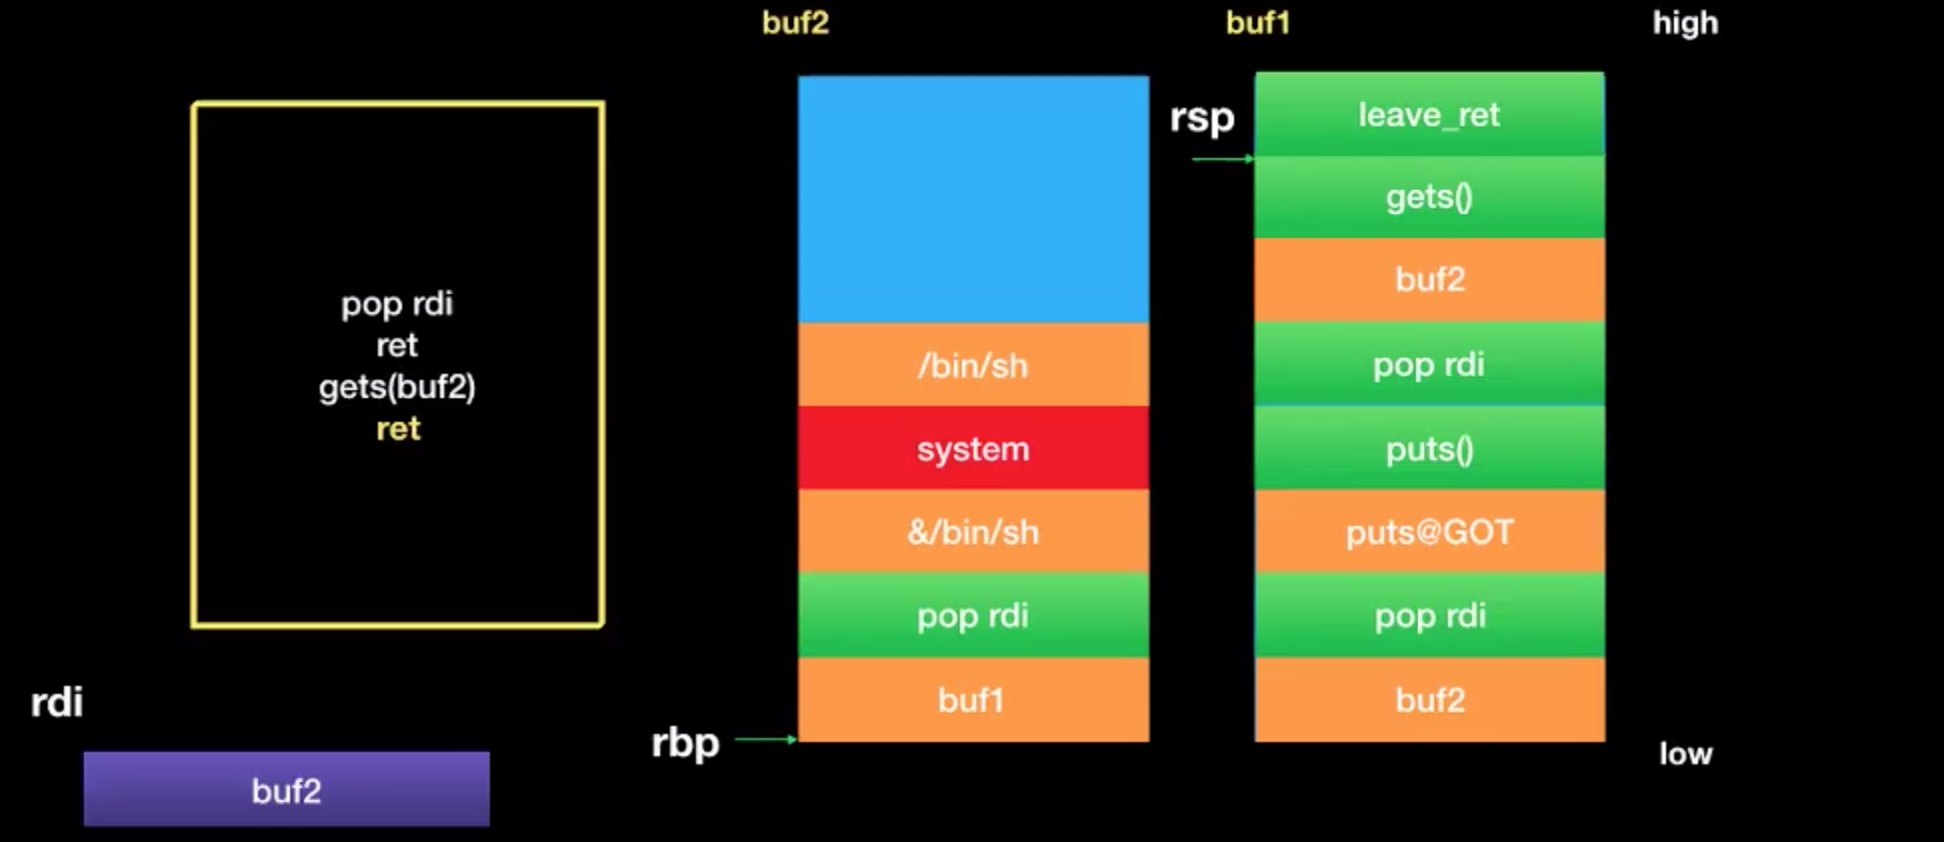 buf2
buf1
high
pop rdi
ret
gets(buf2)
ret
rdi
buf2
/bin/sh
system
&/bin/sh
pop rdi
buf1
rbp
rsp
leave_ret
gets()
buf2
pop rdi
puts()
puts@GOT
pop rdi
buf2
low